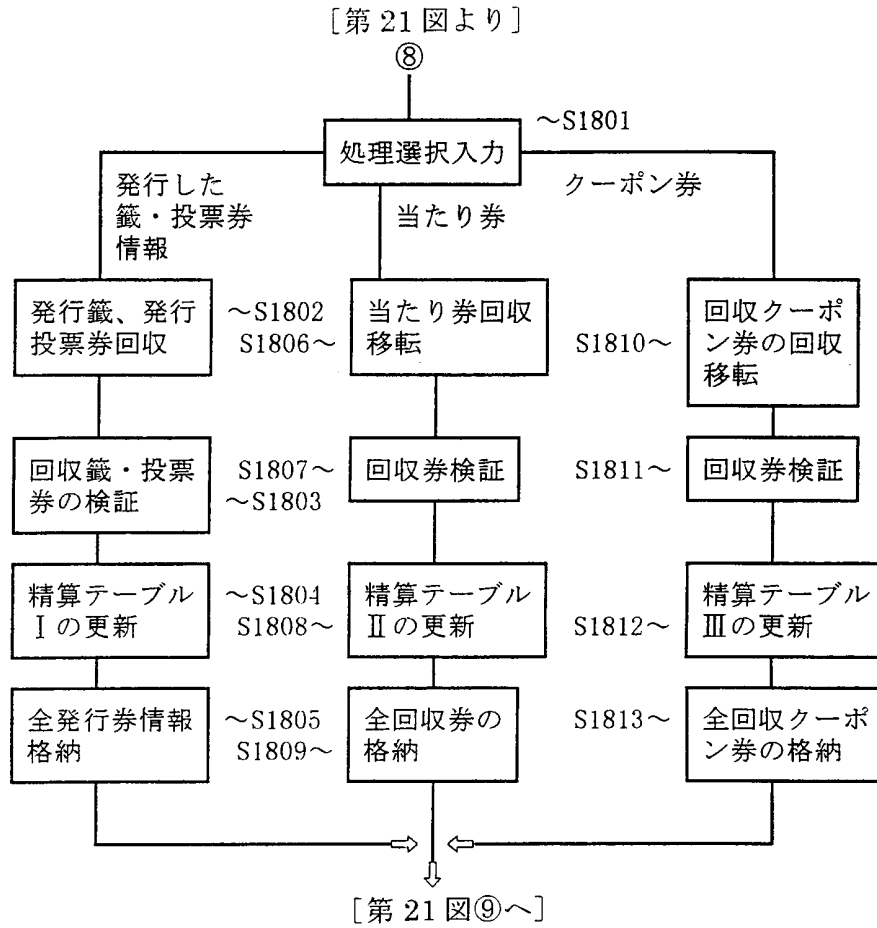 [第21図より]
⑧
処理選択入力
～S1801
発行した
籤・投票券
情報
当たり券
クーポン券
発行籤、発行
投票券回収
～S1802
S1806～
当たり券回収
移転
S1810～
回収クーポ
ン券の回収
移転
回収籤・投票
券の検証
S1807～
～S1803
回収券検証
S1811～
回収券検証
精算テーブル
Ⅰの更新
～S1804
S1808～
精算テーブル
Ⅱの更新
S1812～
精算テーブル
Ⅲの更新
全発行券情報
格納
～S1805
S1809～
全回収券の
格納
S1813～
全回収クーポ
ン券の格納
[第21図⑨へ]